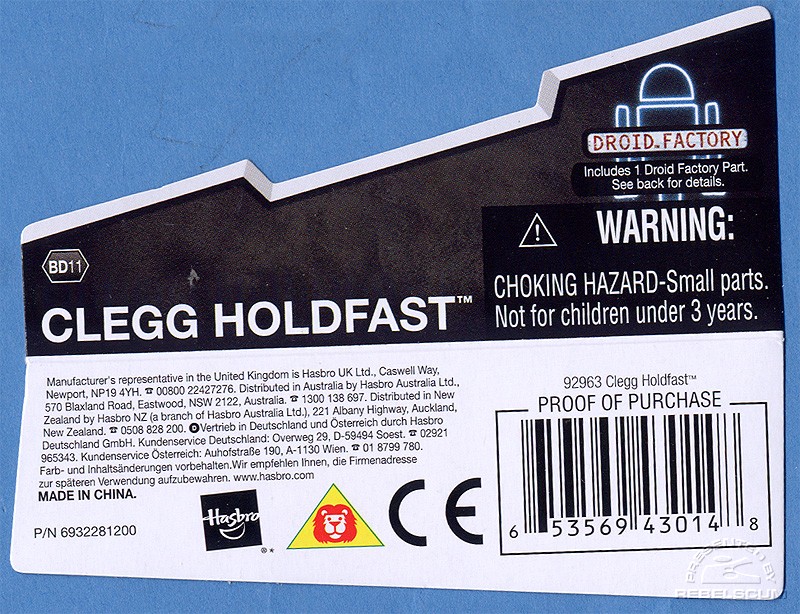 DROID.FACTORY
Includes 1 Droid Factory Part.
See back for details.
WARNING:
CHOKING HAZARD-Small parts.
Not for children under 3 years.
BD11
CLEGG HOLDFAST™
Manufacturer's representative in the United Kingdom is Hasbro UK Ltd., Caswell Way,
Newport, NP19 4YH. ☎ 00800 22427276. Distributed in Australia by Hasbro Australia Ltd.,
570 Blaxland Road, Eastwood, NSW 2122, Australia. ☎ 1300 138 697. Distributed in New
Zealand by Hasbro NZ (a branch of Hasbro Australia Ltd.), 221 Albany Highway, Auckland,
New Zealand. ☎ 0508 828 200. D Vertrieb in Deutschland und Österreich durch Hasbro
Deutschland GmbH. Kundenservice Deutschland: Overweg 29, D-59494 Soest. ☎ 02921
965343. Kundenservice Österreich: Auhofstraße 190, A-1130 Wien. ☎ 01 8799 780.
Farb- und Inhaltsänderungen vorbehalten.Wir empfehlen Ihnen, die Firmenadresse
zur späteren Verwendung aufzubewahren. www.hasbro.com
MADE IN CHINA.
P/N 6932281200
Hasbro
®*
CE
92963 Clegg Holdfast™
PROOF OF PURCHASE
6 53569 43014 8
PRESENTED BY
REBELSCUM